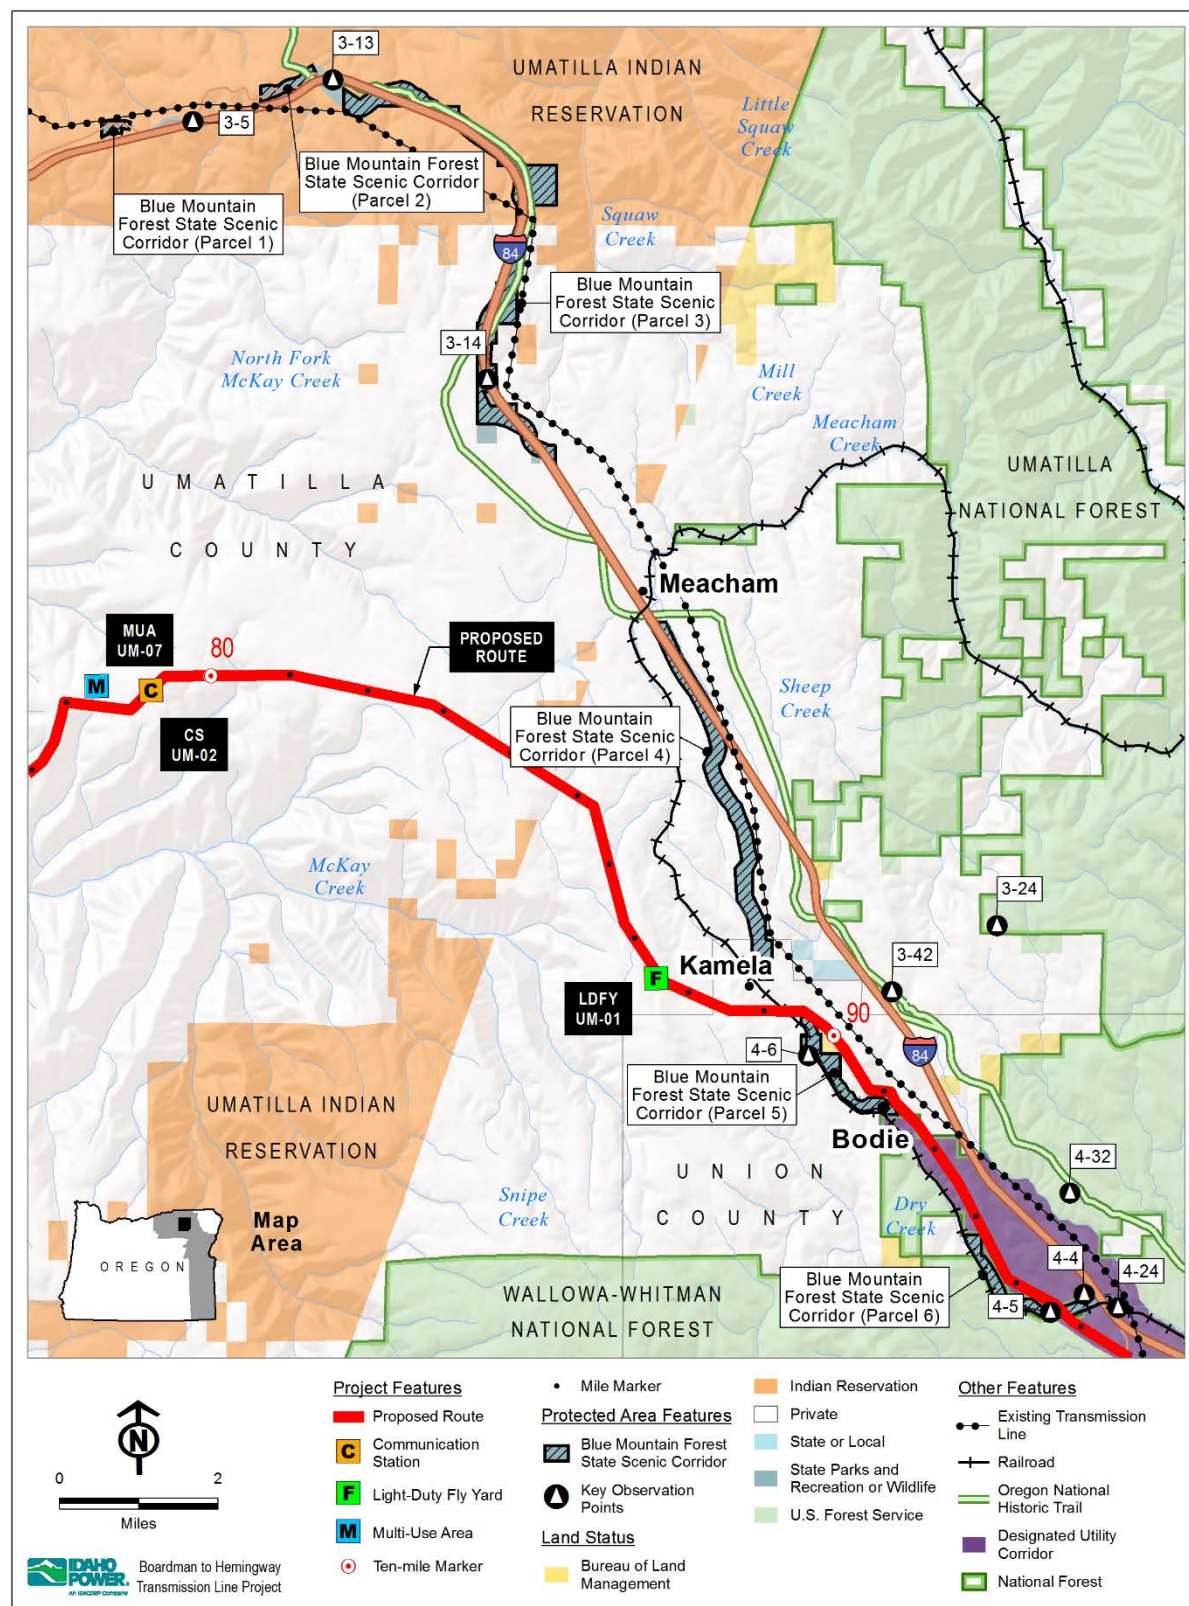 3-13
UMATILLA INDIAN
RESERVATION
Little
Squaw
Creek
3-5
Blue Mountain Forest
State Scenic Corridor
(Parcel 2)
Blue Mountain
Forest State Scenic
Corridor (Parcel 1)
Squaw
Creek
84
Blue Mountain
Forest State Scenic
Corridor (Parcel 3)
3-14
North Fork
McKay Creek
Mill
Creek
Meacham
Creek
UMATILLA
NATIONAL FOREST
UMATILLA
COUNTY
Meacham
MUA
UM-07
80
PROPOSED
ROUTE
M
C
CS
UM-02
Sheep
Creek
Blue Mountain
Forest State Scenic
Corridor (Parcel 4)
McKay
Creek
3-24
Kamela
3-42
F
LDFY
UM-01
90
4-6
84
Blue Mountain
Forest State Scenic
Corridor (Parcel 5)
UMATILLA INDIAN
RESERVATION
Bodie
UNION
COUNTY
4-32
Snipe
Creek
Dry
Creek
Map
Area
OREGON
4-4
4-24
WALLOWA-WHITMAN
NATIONAL FOREST
Blue Mountain
Forest State Scenic
Corridor (Parcel 6)
4-5
N
0 2
Miles
IDAHO
POWER.
An IDACORP Company
Boardman to Hemingway
Transmission Line Project
Project Features
Proposed Route
C Communication
Station
F Light-Duty Fly Yard
M Multi-Use Area
Ten-mile Marker
Mile Marker
Protected Area Features
Blue Mountain Forest
State Scenic Corridor
Key Observation
Points
Land Status
Bureau of Land
Management
Indian Reservation
Private
State or Local
State Parks and
Recreation or Wildlife
U.S. Forest Service
Other Features
Existing Transmission
Line
Railroad
Oregon National
Historic Trail
Designated Utility
Corridor
National Forest